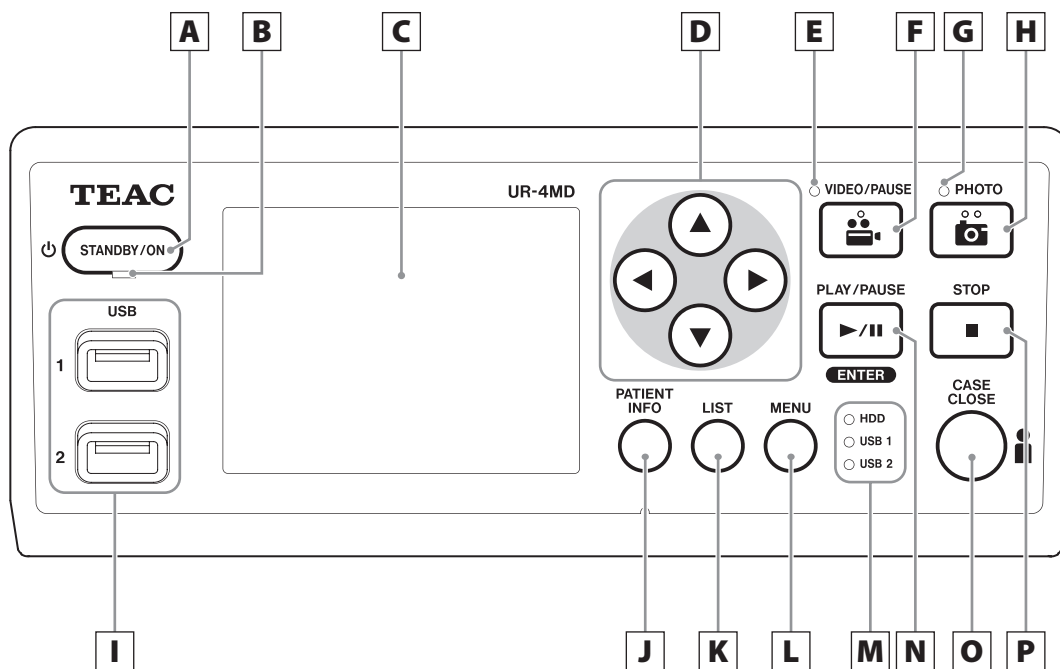 A B C D E F G H
TEAC
UR-4MD
VIDEO/PAUSE
PHOTO
STANDBY/ON
USB
1
2
PLAY/PAUSE
STOP
ENTER
PATIENT
INFO
LIST
MENU
CASE
CLOSE
HDD
USB 1
USB 2
I J K L M N O P